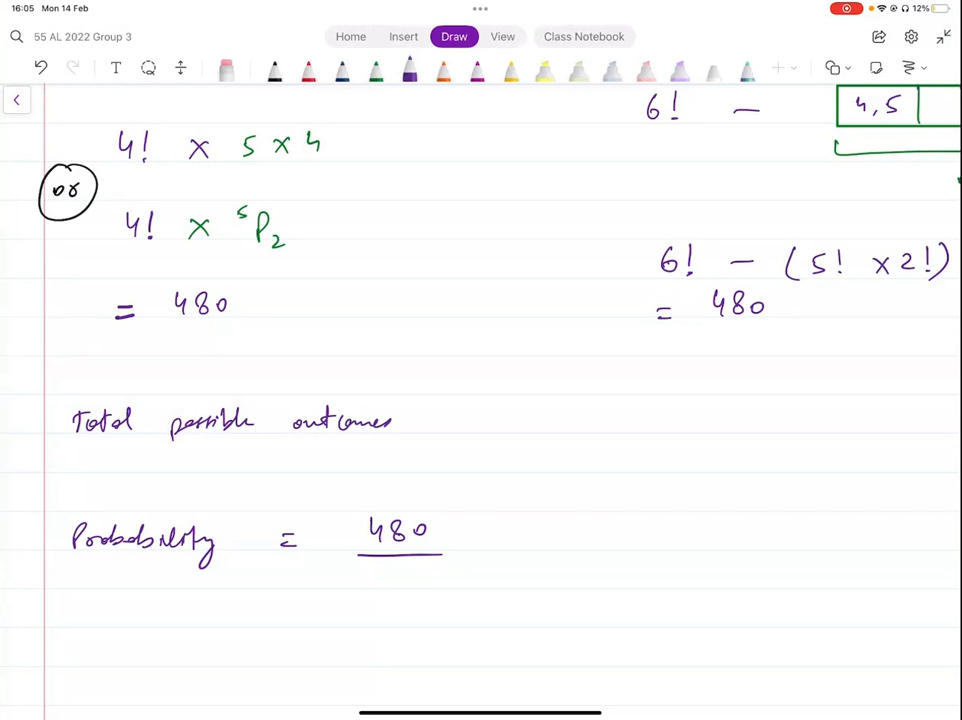 16:05 Mon 14 Feb 12%
55 AL 2022 Group 3 Home Insert Draw View Class Notebook
6! — 4,5
4! × 5 × 4
or
4! × ⁵P₂
6! — (5! × 2!)
= 480
= 480
Total possible outcomes
Probability = 480